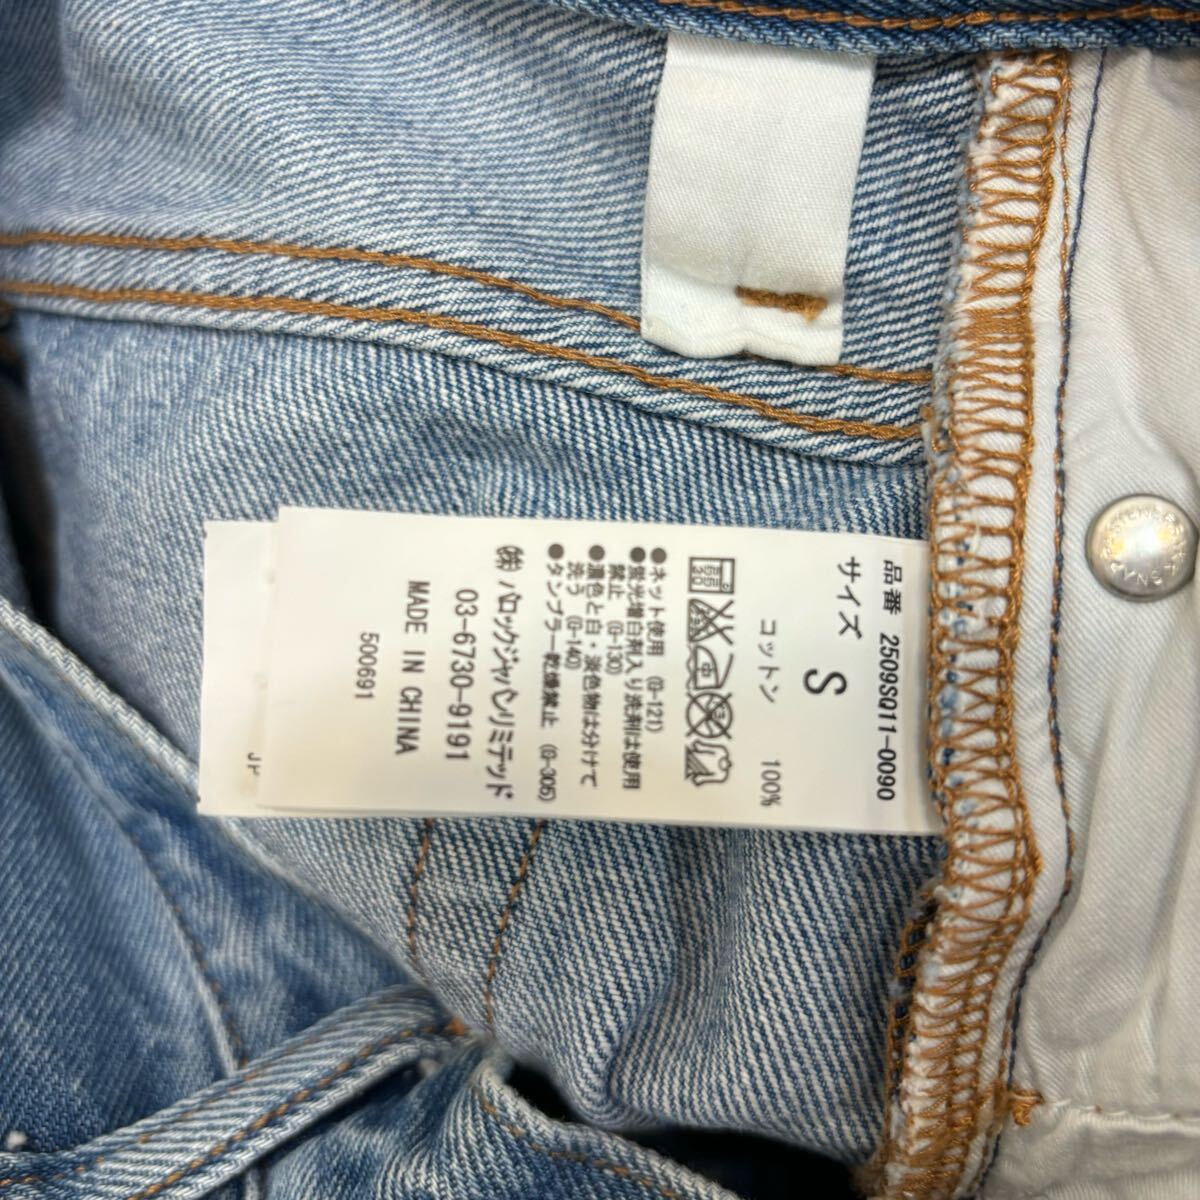 品番 2509SQ11-0090
サイズ S
コットン 100%
●ネット使用 (G-121)
●蛍光増白剤入り洗剤は使用
禁止 (G-130)
●濃色と白・淡色物は分けて
洗う (G-140)
●タンブラー乾燥禁止 (G-306)
㈱ バロックジャパンリミテッド
03-6730-9191
MADE IN CHINA
500691
JP